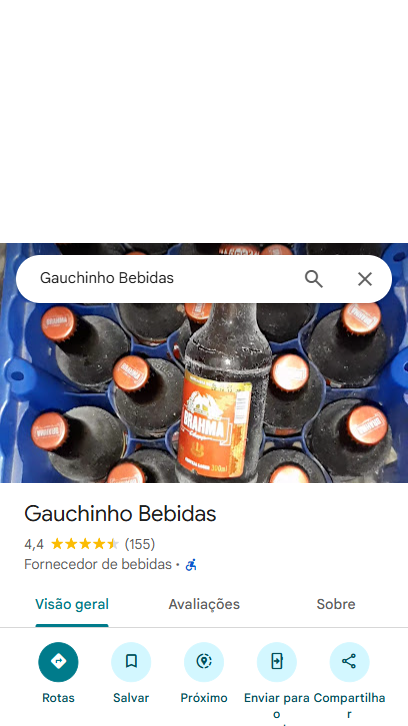 Gauchinho Bebidas
BRAHMA
Gauchinho Bebidas
4,4 (155)
Fornecedor de bebidas ·
Visão geral Avaliações Sobre
Rotas Salvar Próximo Enviar para o Compartilhar